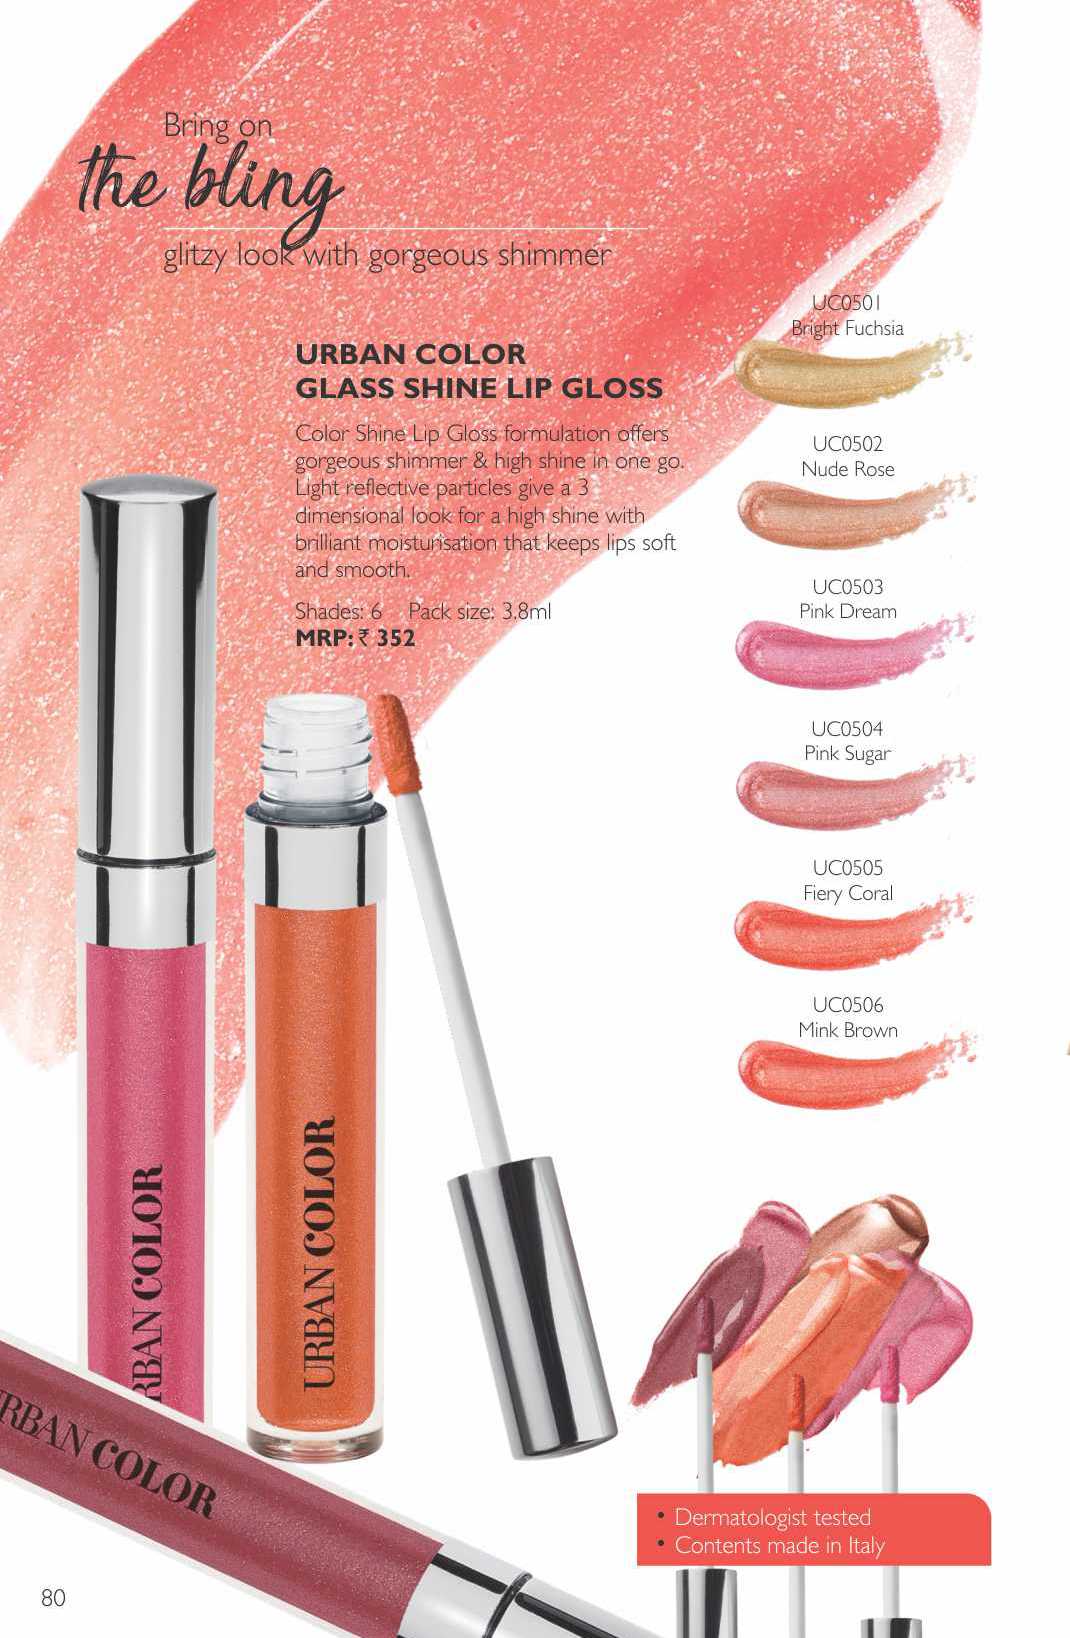 Bring on
the bling
glitzy look with gorgeous shimmer
URBAN COLOR
GLASS SHINE LIP GLOSS
Color Shine Lip Gloss formulation offers
gorgeous shimmer & high shine in one go.
Light reflective particles give a 3
dimensional look for a high shine with
brilliant moisturisation that keeps lips soft
and smooth.
Shades: 6 Pack size: 3.8ml
MRP: ₹ 352
UC0501
Bright Fuchsia
UC0502
Nude Rose
UC0503
Pink Dream
UC0504
Pink Sugar
UC0505
Fiery Coral
UC0506
Mink Brown
RBAN COLOR
URBAN COLOR
URBAN COLOR
• Dermatologist tested
• Contents made in Italy
80